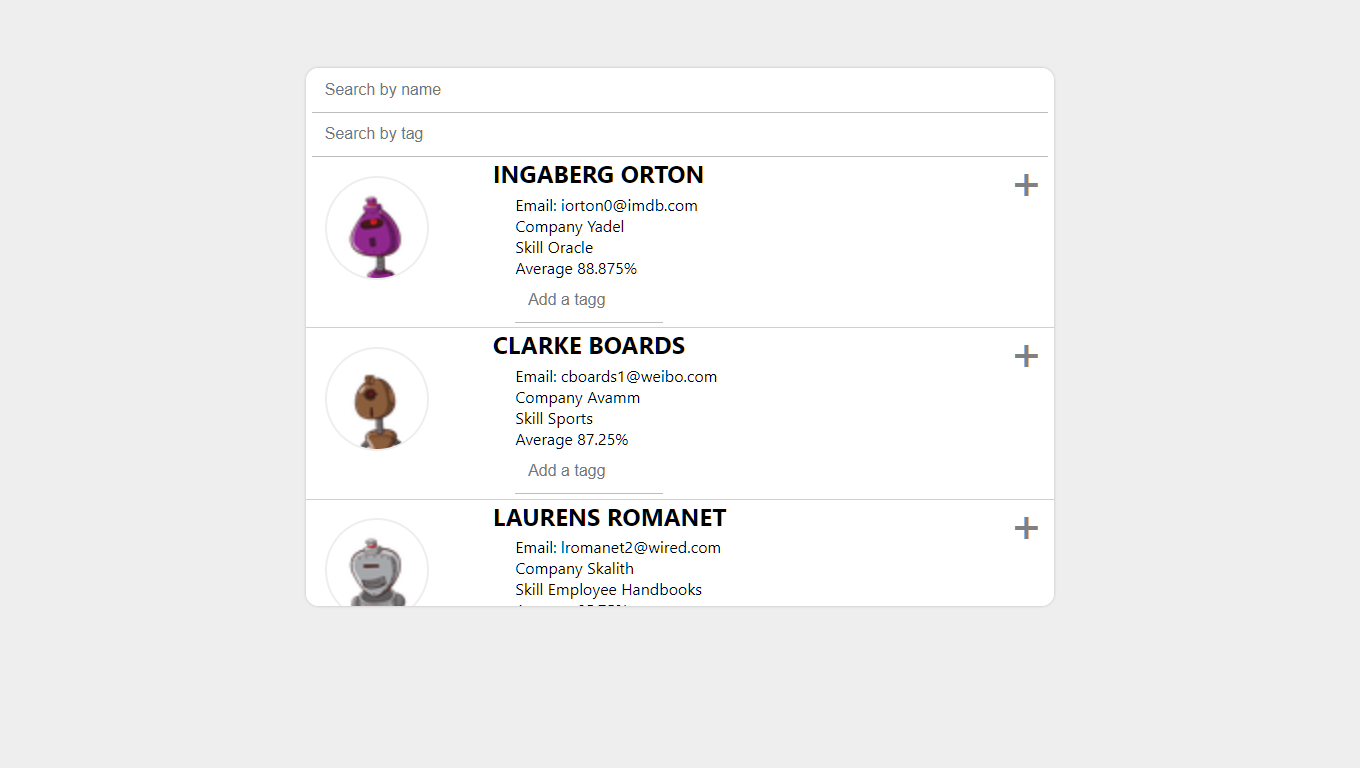 Search by name
Search by tag
INGABERG ORTON
Email: iorton0@imdb.com
Company Yadel
Skill Oracle
Average 88.875%
Add a tagg
CLARKE BOARDS
Email: cboards1@weibo.com
Company Avamm
Skill Sports
Average 87.25%
Add a tagg
LAURENS ROMANET
Email: lromanet2@wired.com
Company Skalith
Skill Employee Handbooks